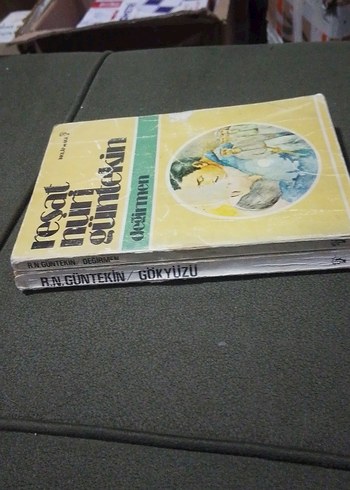 reşat
nuri
güntekin
değirmen
R.N. GÜNTEKİN/ DEĞİRMEN
R.N. GÜNTEKİN/ GÖKYÜZÜ